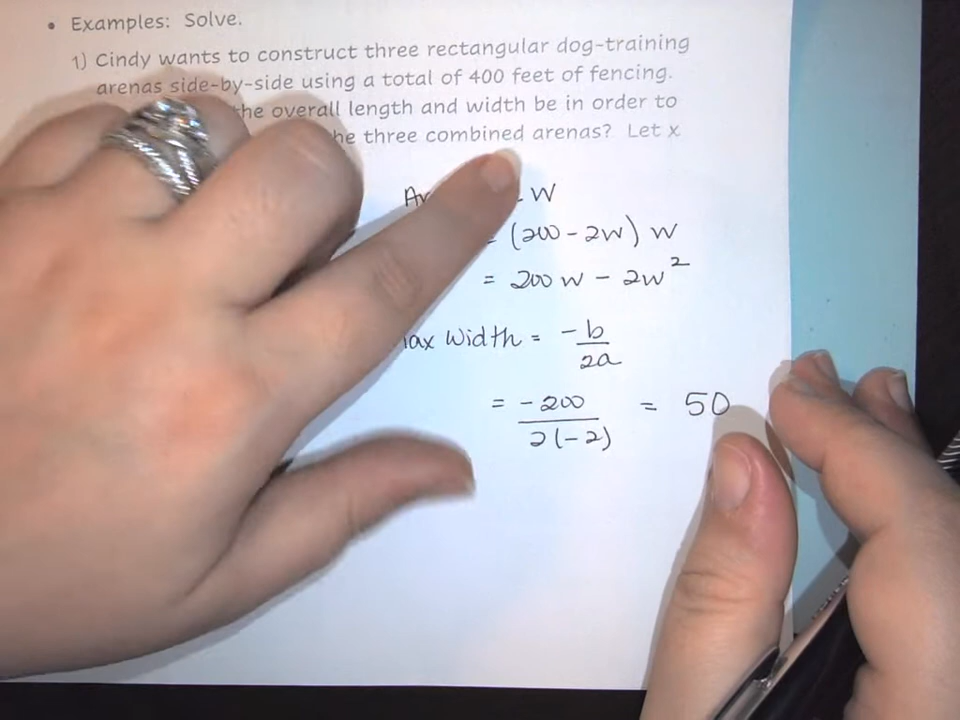 • Examples: Solve.
1) Cindy wants to construct three rectangular dog-training
arenas side-by-side using a total of 400 feet of fencing.
the overall length and width be in order to
the three combined arenas? Let x
W
= (200 - 2W) W
= 200W - 2W²
Max Width = -b/2a
= -200/2(-2) = 50